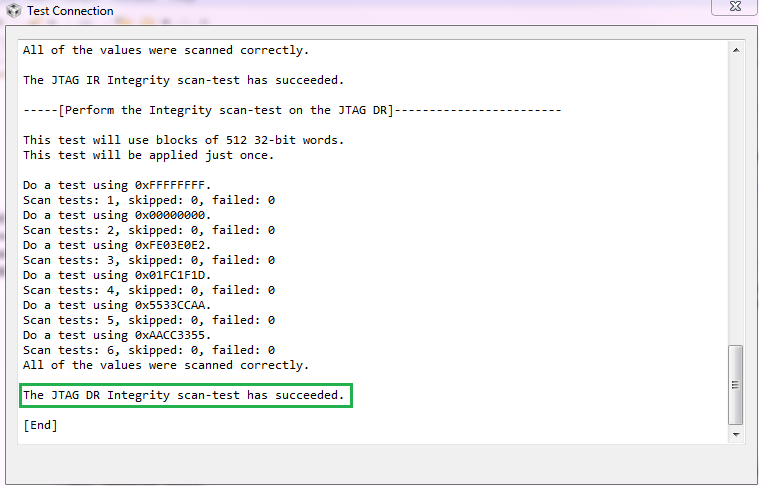 Test Connection
All of the values were scanned correctly.
The JTAG IR Integrity scan-test has succeeded.
-----[Perform the Integrity scan-test on the JTAG DR]------------------------
This test will use blocks of 512 32-bit words.
This test will be applied just once.
Do a test using 0xFFFFFFFF.
Scan tests: 1, skipped: 0, failed: 0
Do a test using 0x00000000.
Scan tests: 2, skipped: 0, failed: 0
Do a test using 0xFE03E0E2.
Scan tests: 3, skipped: 0, failed: 0
Do a test using 0x01FC1F1D.
Scan tests: 4, skipped: 0, failed: 0
Do a test using 0x5533CCAA.
Scan tests: 5, skipped: 0, failed: 0
Do a test using 0xAACC3355.
Scan tests: 6, skipped: 0, failed: 0
All of the values were scanned correctly.
The JTAG DR Integrity scan-test has succeeded.
[End]